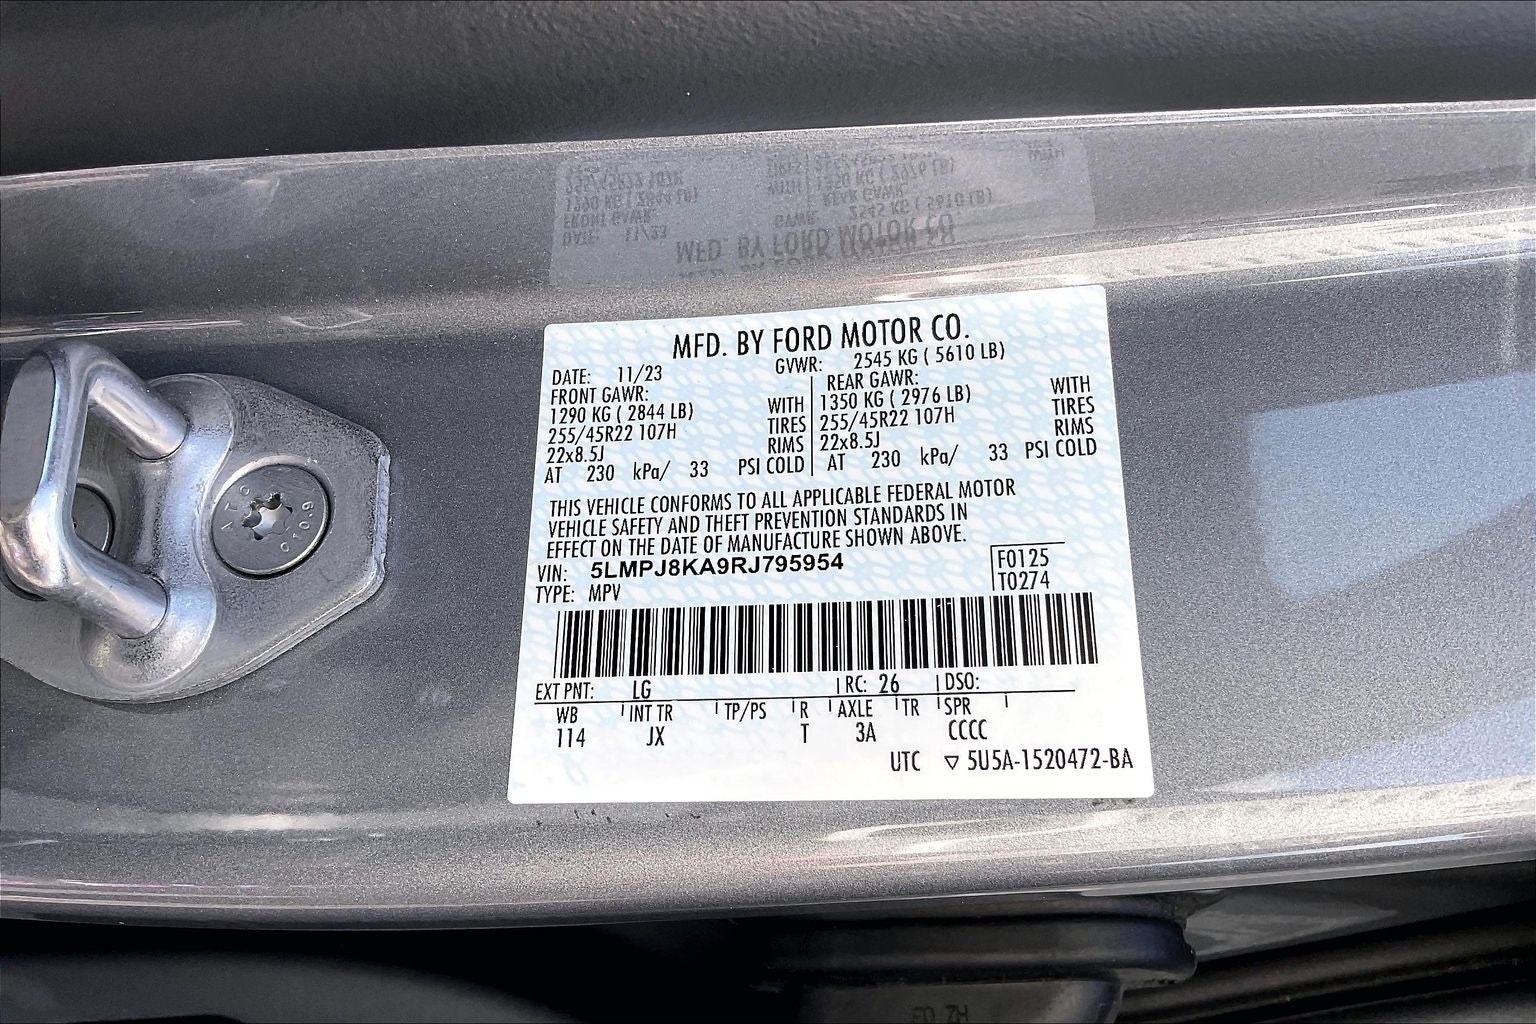 MFD. BY FORD MOTOR CO.
DATE: 11/23 GVWR: 2545 KG ( 5610 LB)
FRONT GAWR: REAR GAWR:
1290 KG ( 2844 LB) WITH 1350 KG ( 2976 LB) WITH
255/45R22 107H TIRES 255/45R22 107H TIRES
22x8.5J RIMS 22x8.5J RIMS
AT 230 kPa/ 33 PSI COLD AT 230 kPa/ 33 PSI COLD
THIS VEHICLE CONFORMS TO ALL APPLICABLE FEDERAL MOTOR
VEHICLE SAFETY AND THEFT PREVENTION STANDARDS IN
EFFECT ON THE DATE OF MANUFACTURE SHOWN ABOVE.
VIN: 5LMPJ8KA9RJ795954 F0125
TYPE: MPV T0274
EXT PNT: LG RC: 26 DSO:
WB INT TR TP/PS R AXLE TR SPR
114 JX T 3A CCCC
UTC ▽ 5U5A-1520472-BA
ATO
010.9